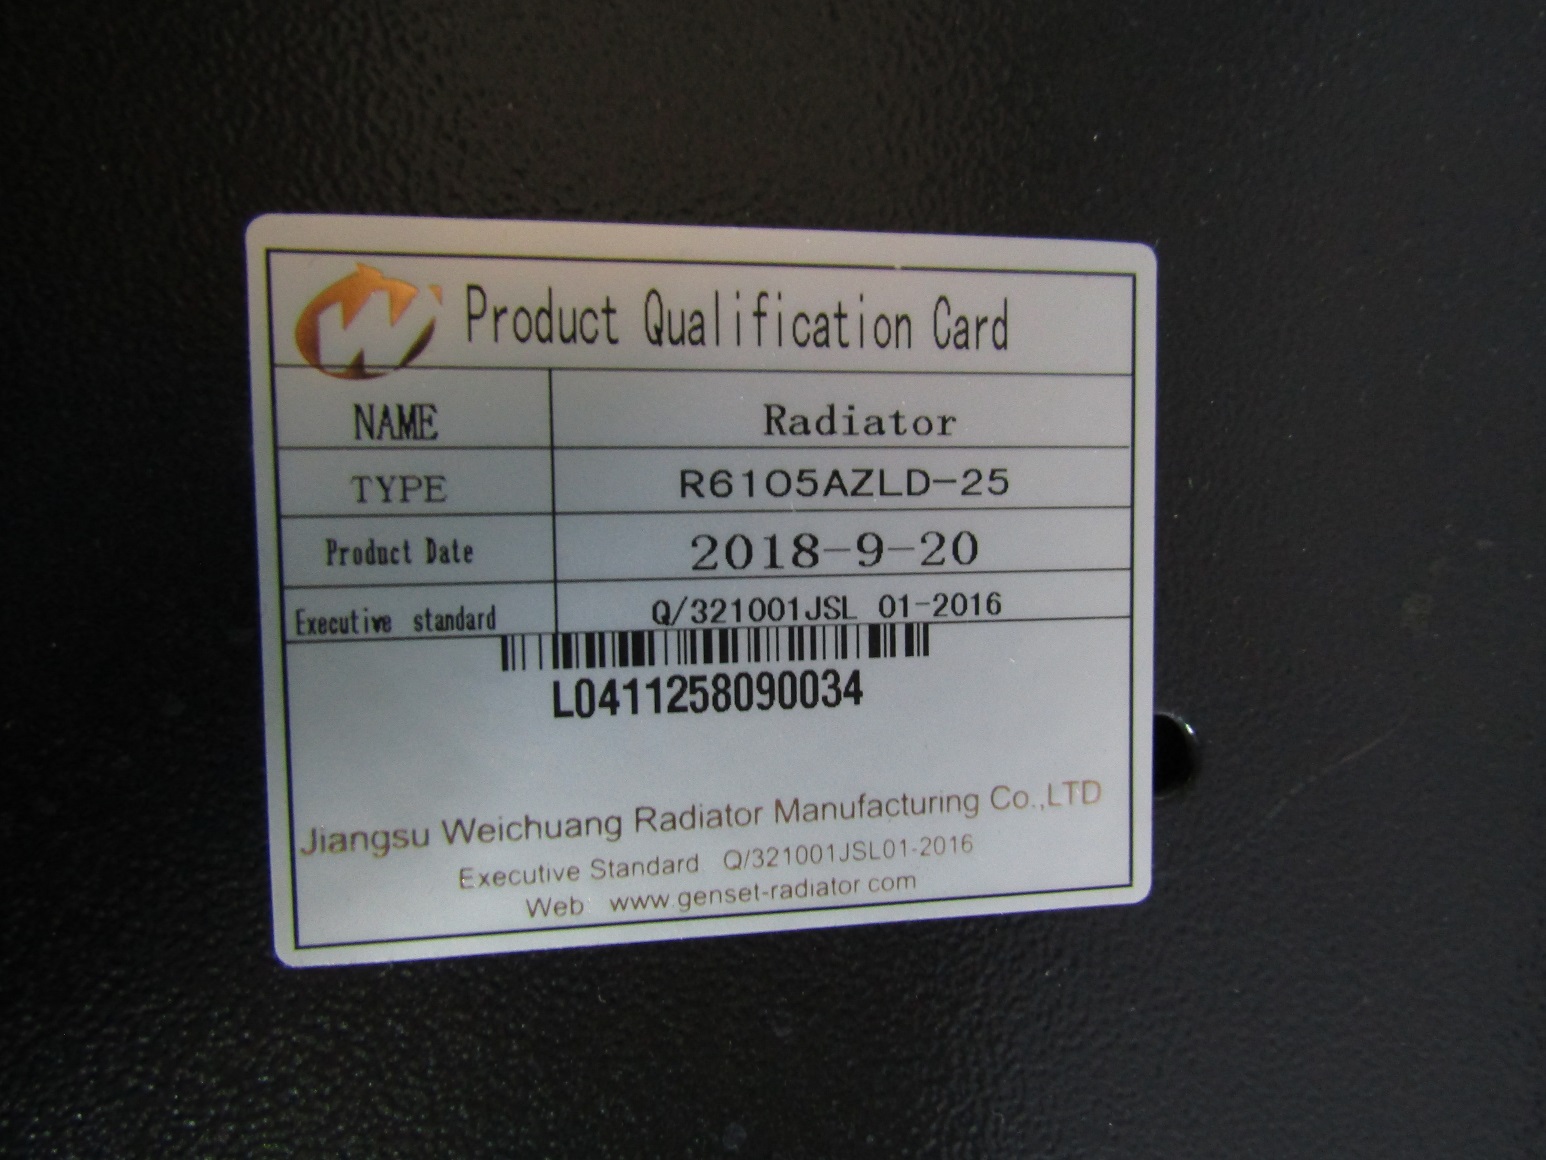 Product Qualification Card
NAME Radiator
TYPE R6105AZLD-25
Product Date 2018-9-20
Executive standard Q/321001JSL 01-2016
L0411258090034
Jiangsu Weichuang Radiator Manufacturing Co.,LTD
Executive Standard Q/321001JSL01-2016
Web www.genset-radiator.com